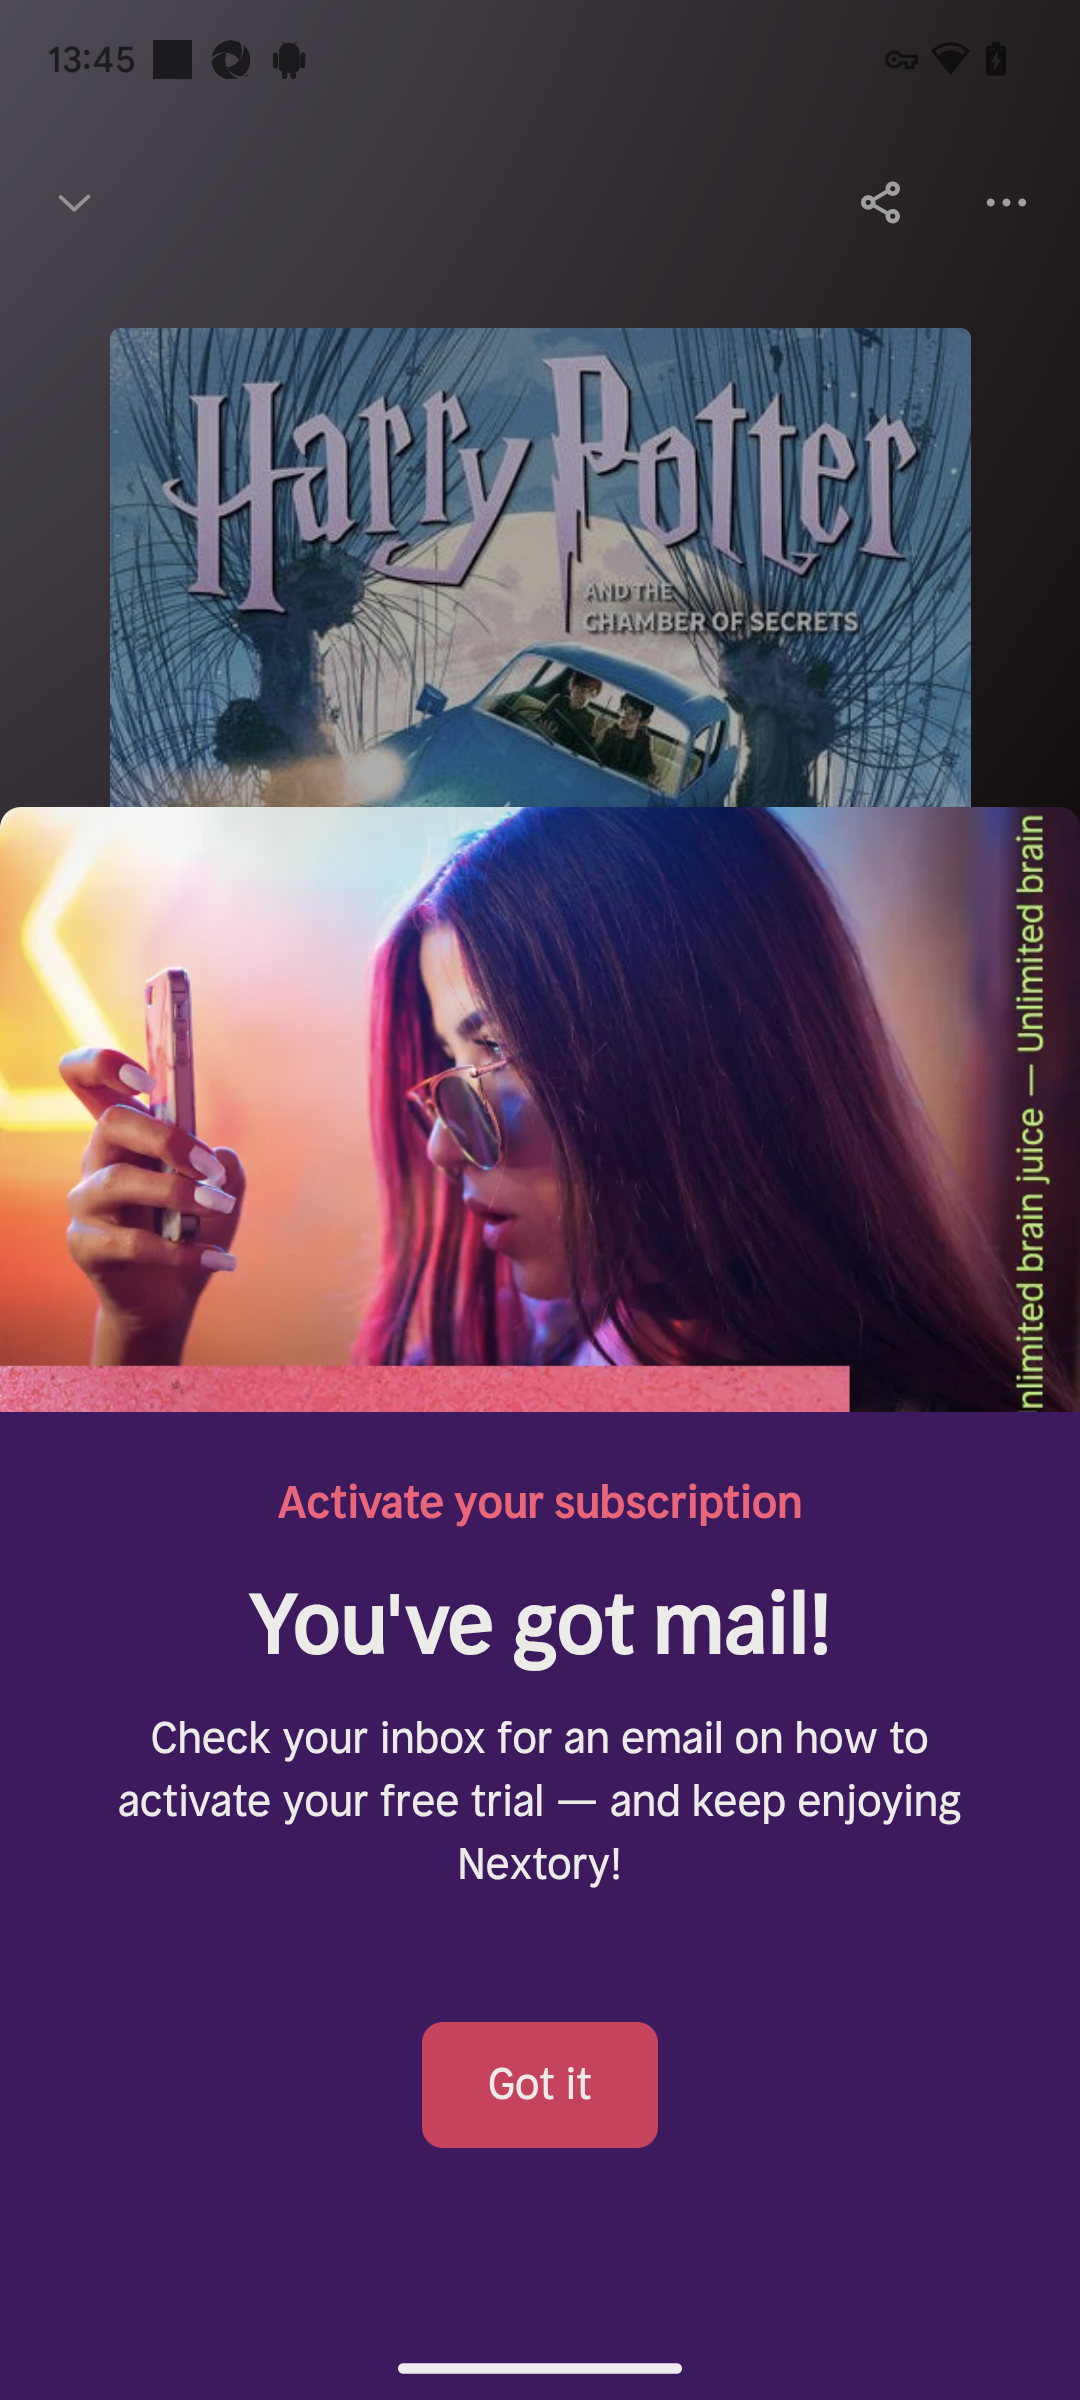 13:45
Harry Potter
AND THE
CHAMBER OF SECRETS
nlimited brain juice — Unlimited brain
Activate your subscription
You've got mail!
Check your inbox for an email on how to
activate your free trial — and keep enjoying
Nextory!
Got it